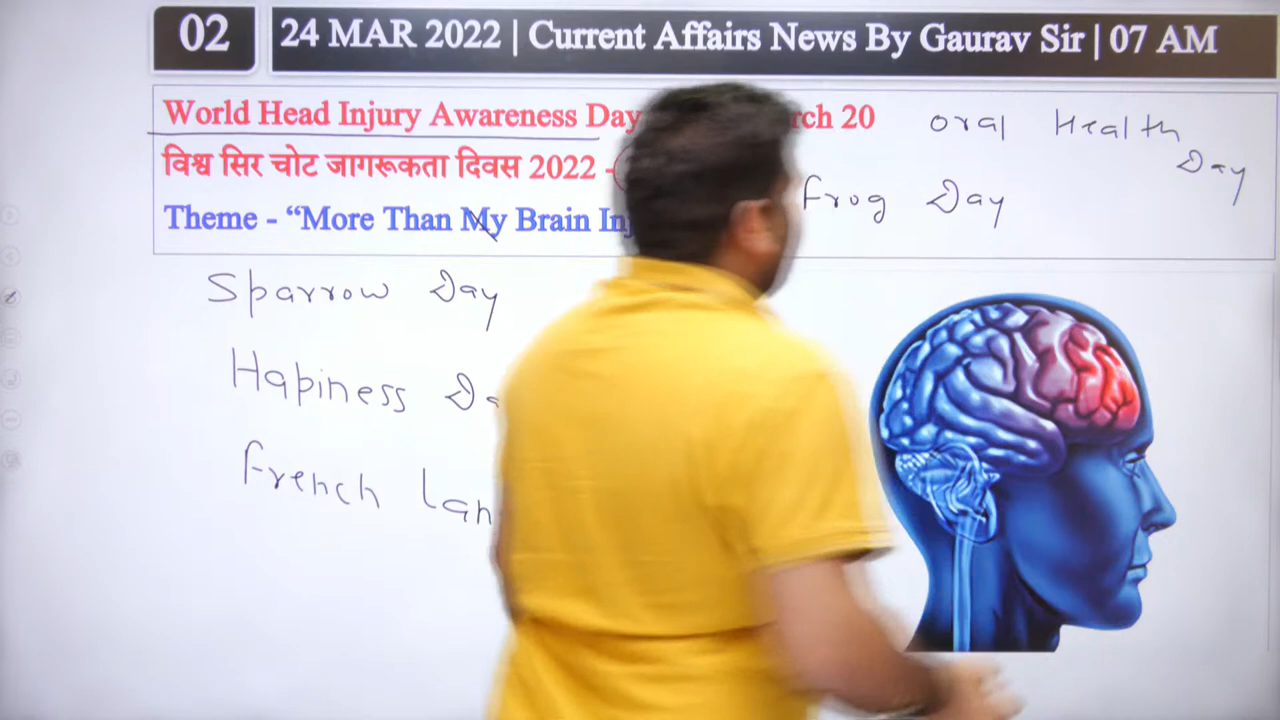 02
24 MAR 2022 | Current Affairs News By Gaurav Sir | 07 AM
World Head Injury Awareness Day rch 20
विश्व सिर चोट जागरूकता दिवस 2022 -
Theme - “More Than My Brain Inj
oral Health Day
frog Day
Sparrow Day
Hapiness Da
french lan